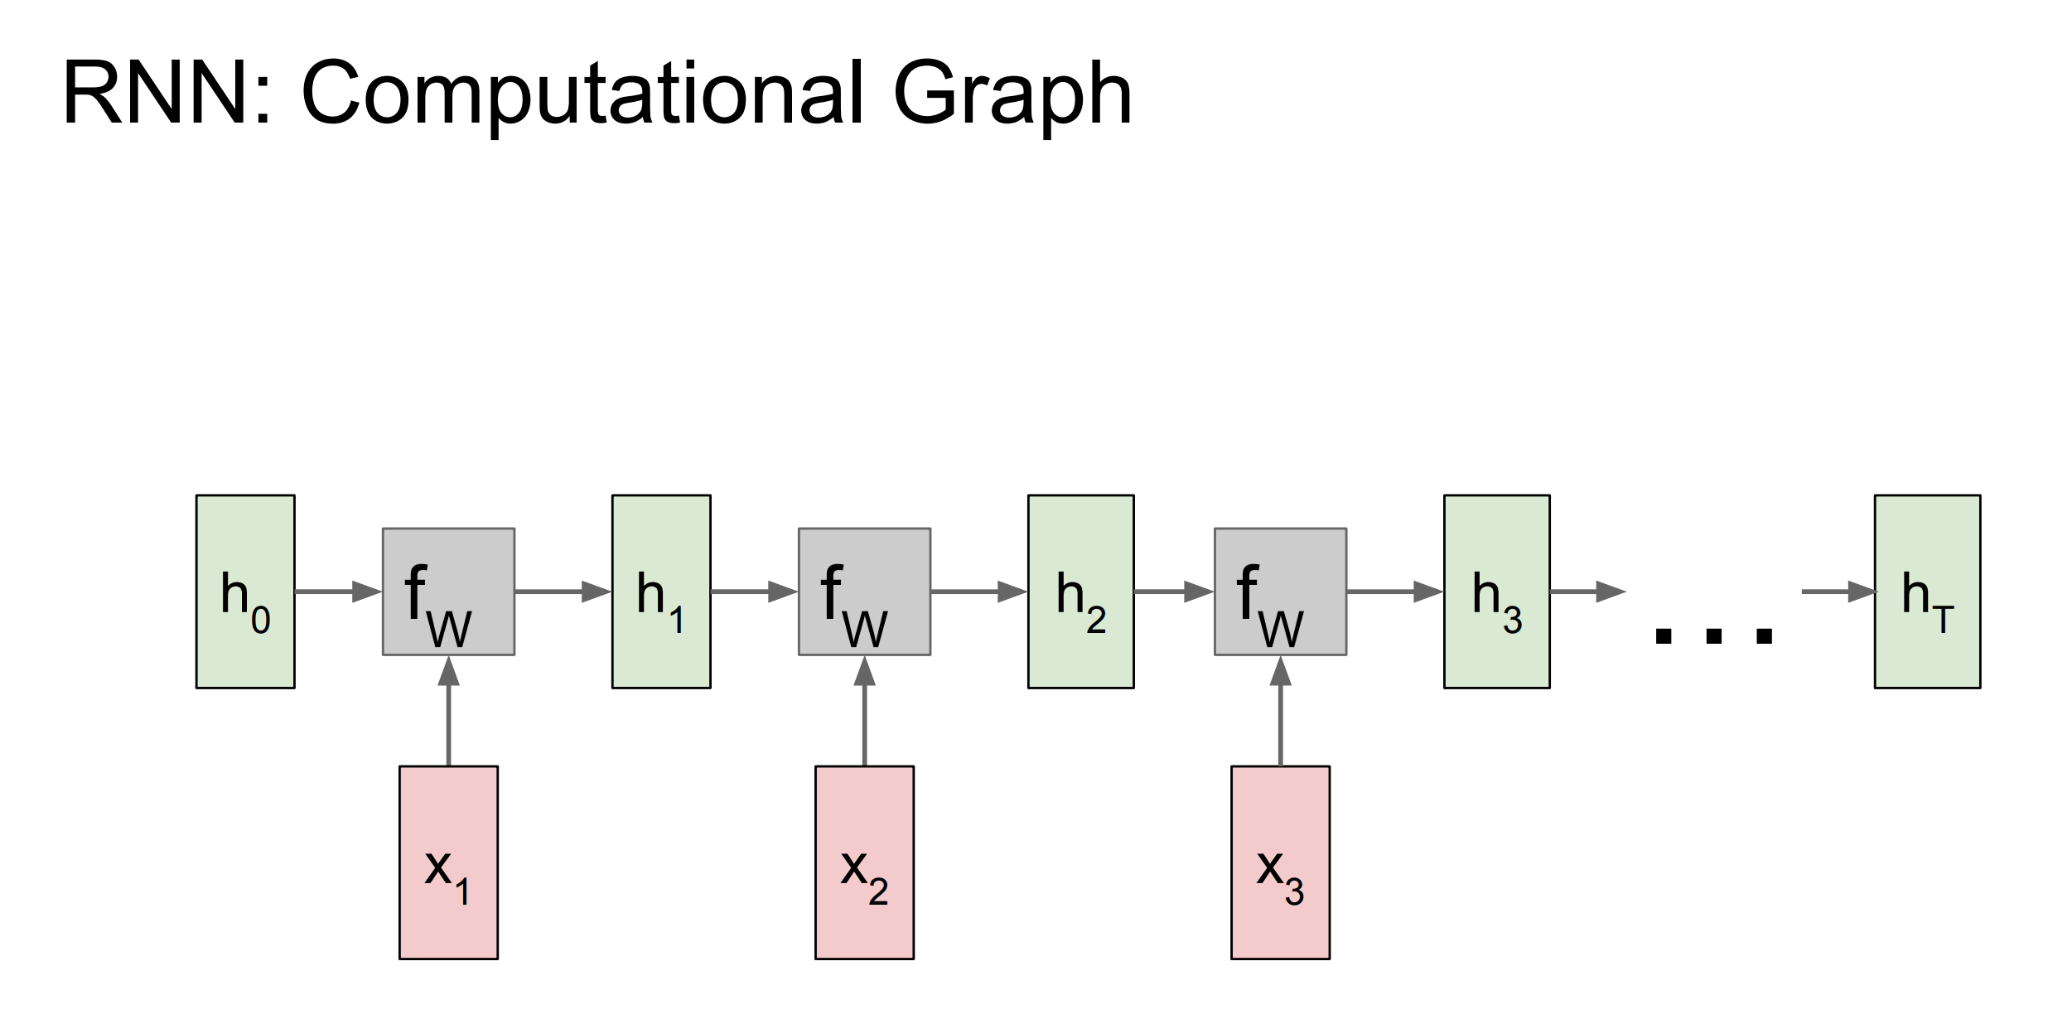 RNN: Computational Graph
h0 fW h1 fW h2 fW h3 ... hT
x1 x2 x3